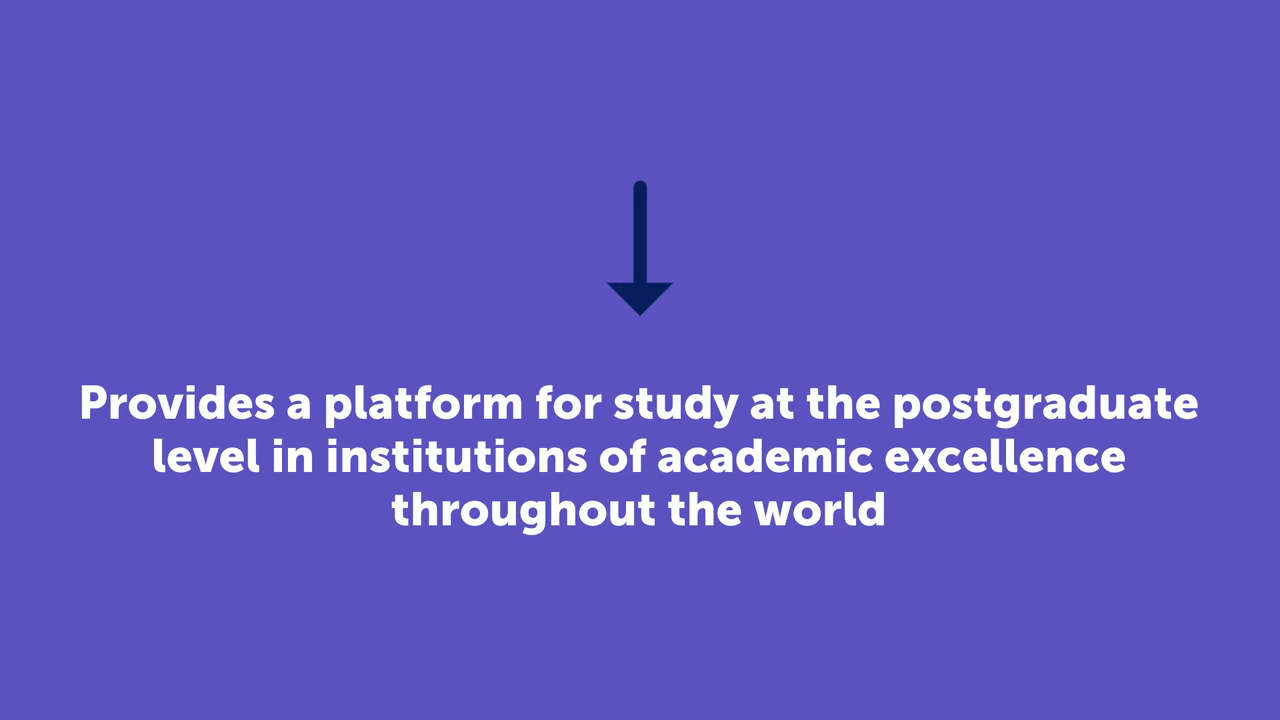 Provides a platform for study at the postgraduate
level in institutions of academic excellence
throughout the world